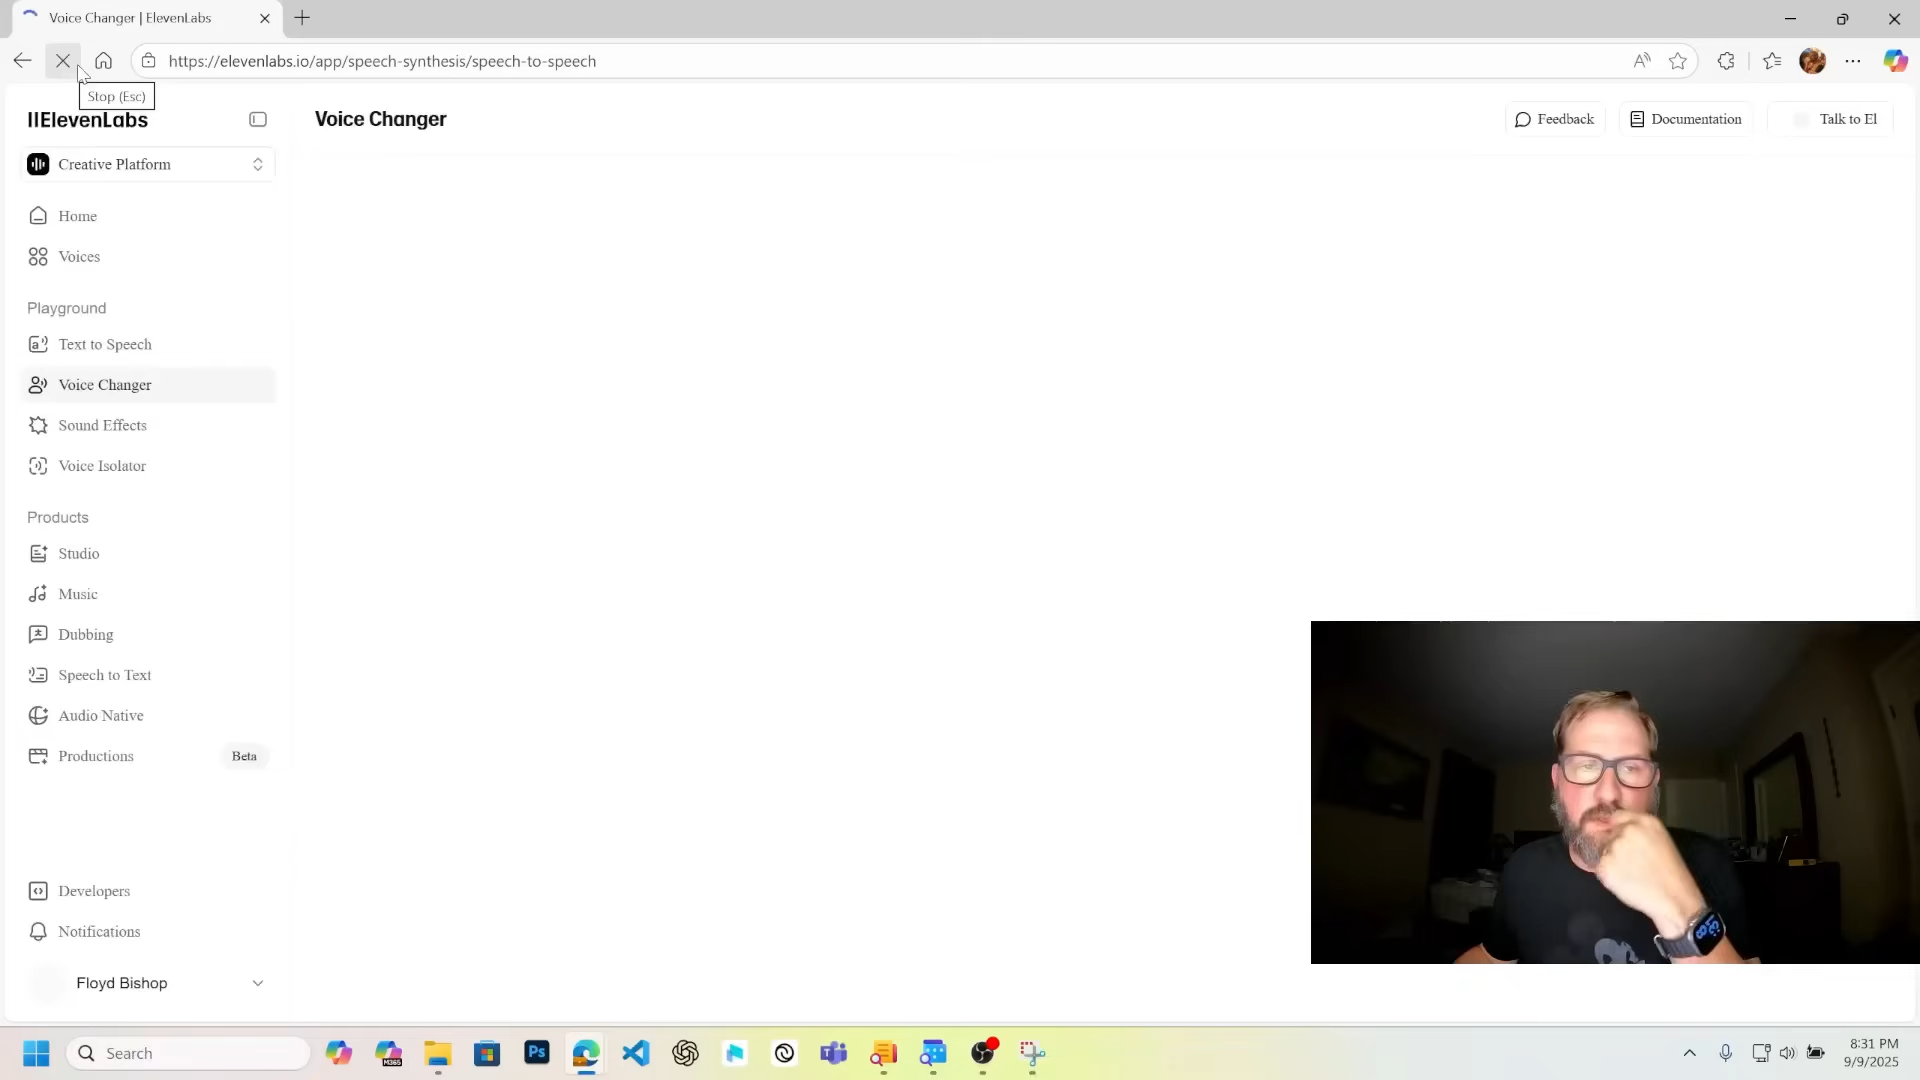 Voice Changer | ElevenLabs
https://elevenlabs.io/app/speech-synthesis/speech-to-speech
Stop (Esc)
IIElevenLabs
Voice Changer
Feedback
Documentation
Talk to El
Creative Platform
Home
Voices
Playground
Text to Speech
Voice Changer
Sound Effects
Voice Isolator
Products
Studio
Music
Dubbing
Speech to Text
Audio Native
Productions
Beta
Developers
Notifications
Floyd Bishop
Search
M365
Ps
8:31 PM
9/9/2025